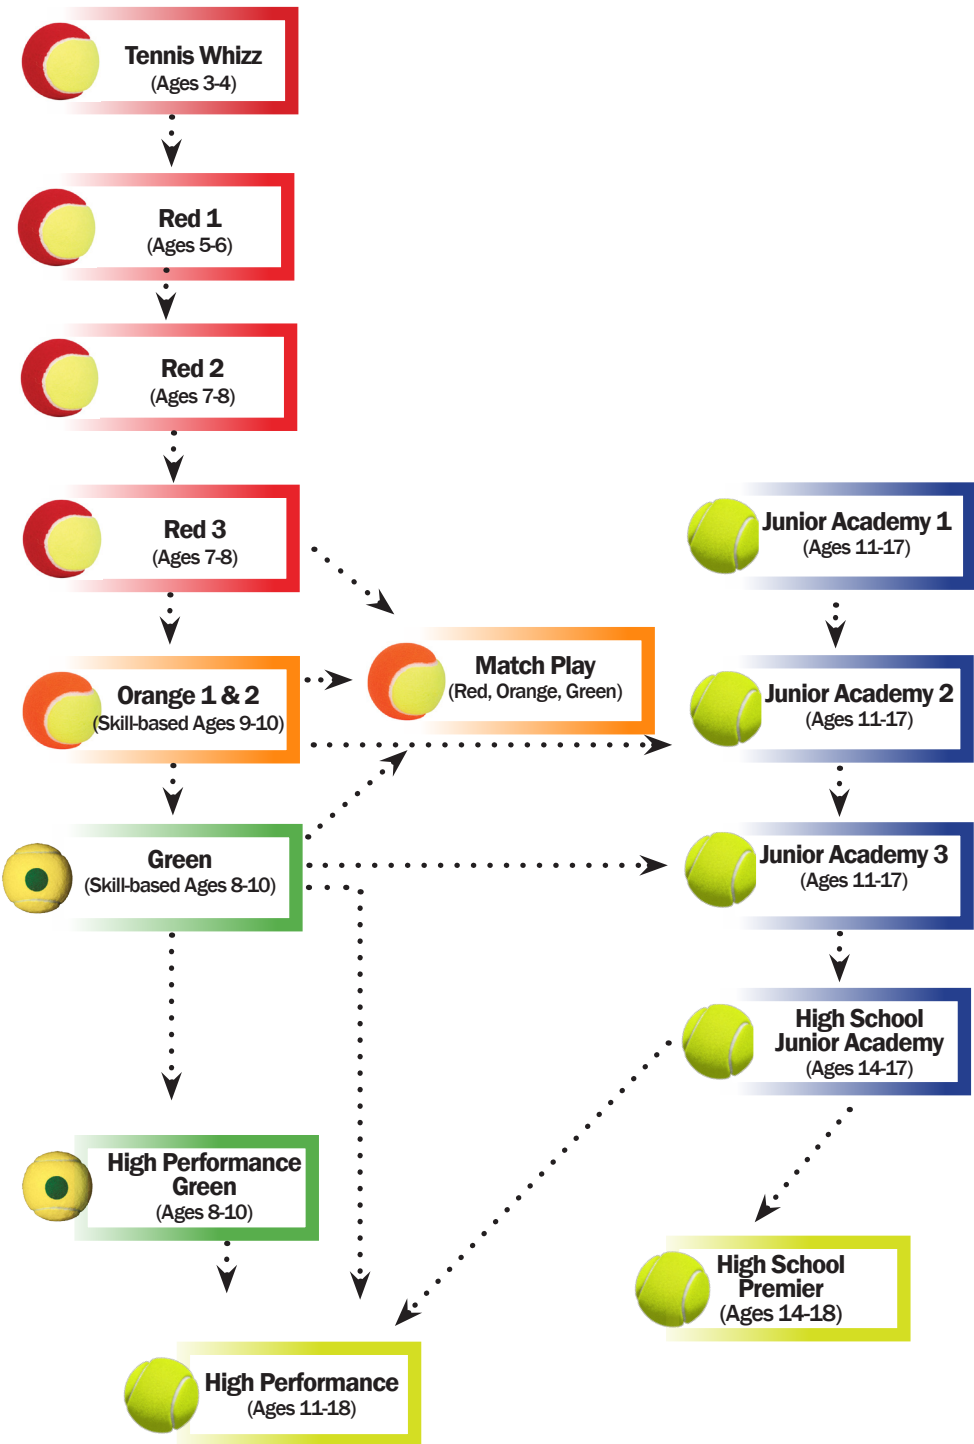 Tennis Whizz
(Ages 3-4)
Red 1
(Ages 5-6)
Red 2
(Ages 7-8)
Red 3
(Ages 7-8)
Junior Academy 1
(Ages 11-17)
Match Play
(Red, Orange, Green)
Orange 1 & 2
(Skill-based Ages 9-10)
Junior Academy 2
(Ages 11-17)
Green
(Skill-based Ages 8-10)
Junior Academy 3
(Ages 11-17)
High School
Junior Academy
(Ages 14-17)
High Performance
Green
(Ages 8-10)
High School
Premier
(Ages 14-18)
High Performance
(Ages 11-18)